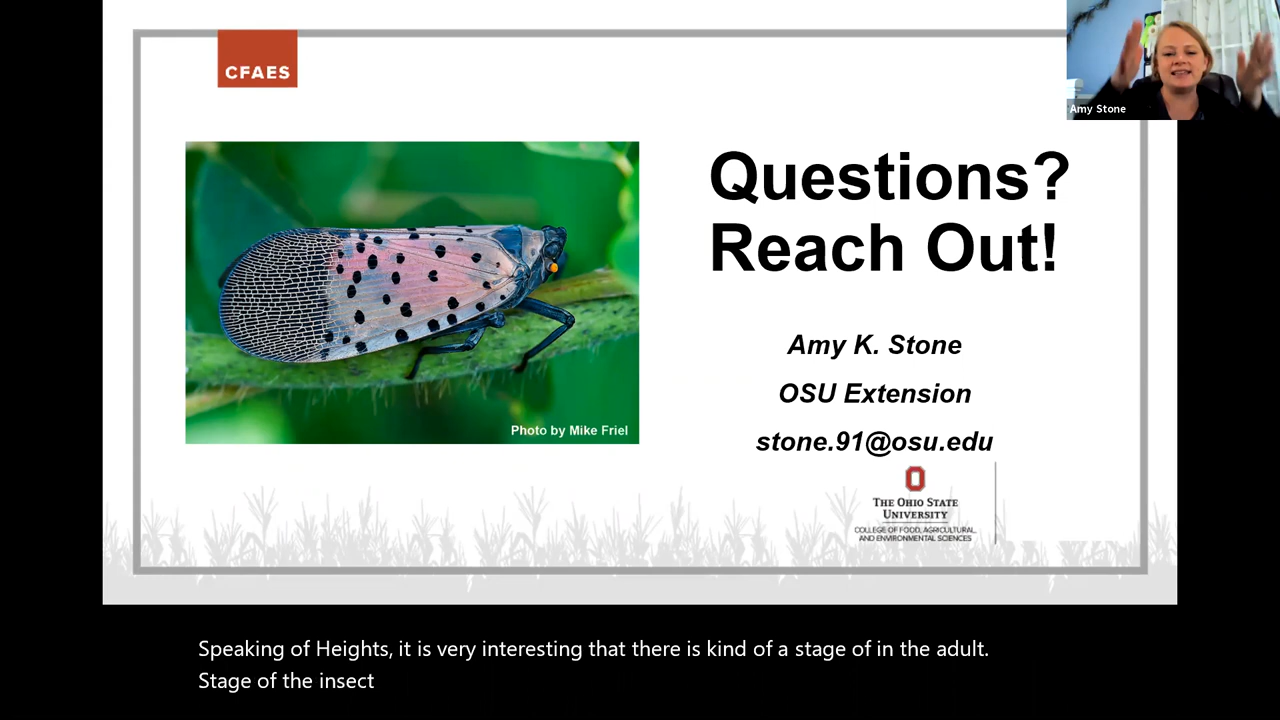 CFAES
Amy Stone
Questions?
Reach Out!
Amy K. Stone
OSU Extension
stone.91@osu.edu
Photo by Mike Friel
THE OHIO STATE
UNIVERSITY
COLLEGE OF FOOD, AGRICULTURAL,
AND ENVIRONMENTAL SCIENCES
Speaking of Heights, it is very interesting that there is kind of a stage of in the adult.
Stage of the insect